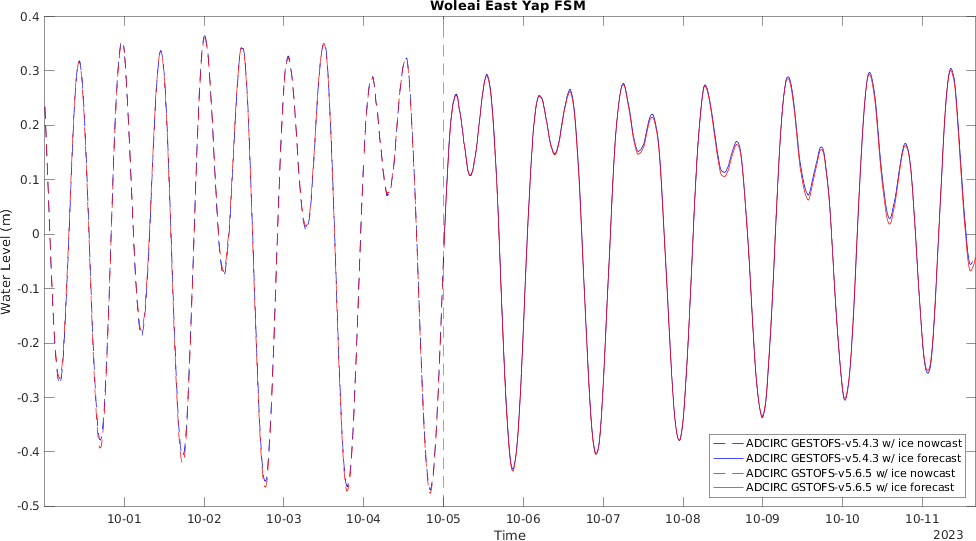 Woleai East Yap FSM
0.4
0.3
0.2
0.1
0
-0.1
-0.2
-0.3
-0.4
-0.5
Water Level (m)
ADCIRC GESTOFS-v5.4.3 w/ ice nowcast
ADCIRC GESTOFS-v5.4.3 w/ ice forecast
ADCIRC GSTOFS-v5.6.5 w/ ice nowcast
ADCIRC GSTOFS-v5.6.5 w/ ice forecast
10-01 10-02 10-03 10-04 10-05 10-06 10-07 10-08 10-09 10-10 10-11
Time
2023